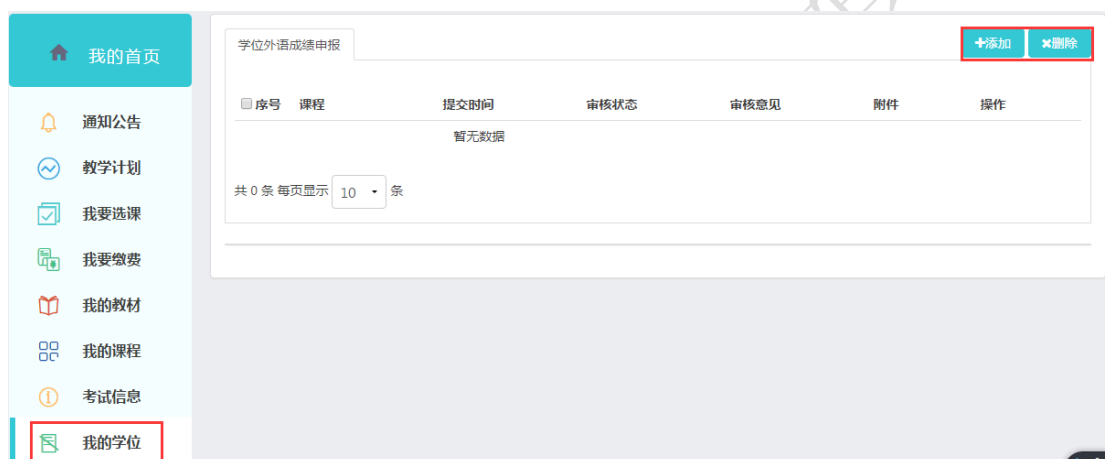 我的首页
通知公告
教学计划
我要选课
我要缴费
我的教材
我的课程
考试信息
我的学位
学位外语成绩申报
+添加 ×删除
序号 课程 提交时间 审核状态 审核意见 附件 操作
暂无数据
共 0 条 每页显示 10 条